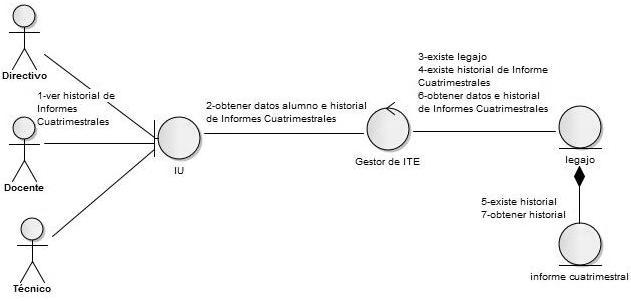 Directivo
1-ver historial de
Informes
Cuatrimestrales
Docente
Técnico
IU
2-obtener datos alumno e historial
de Informes Cuatrimestrales
Gestor de ITE
3-existe legajo
4-existe historial de Informe
Cuatrimestrales
6-obtener datos e historial
de Informes Cuatrimestrales
legajo
5-existe historial
7-obtener historial
informe cuatrimestral